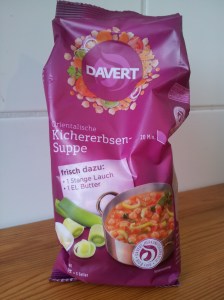 DAVERT
Orientalische
Kichererbsen-
Suppe
frisch dazu:
• 1 Stange Lauch
• 1 EL Butter